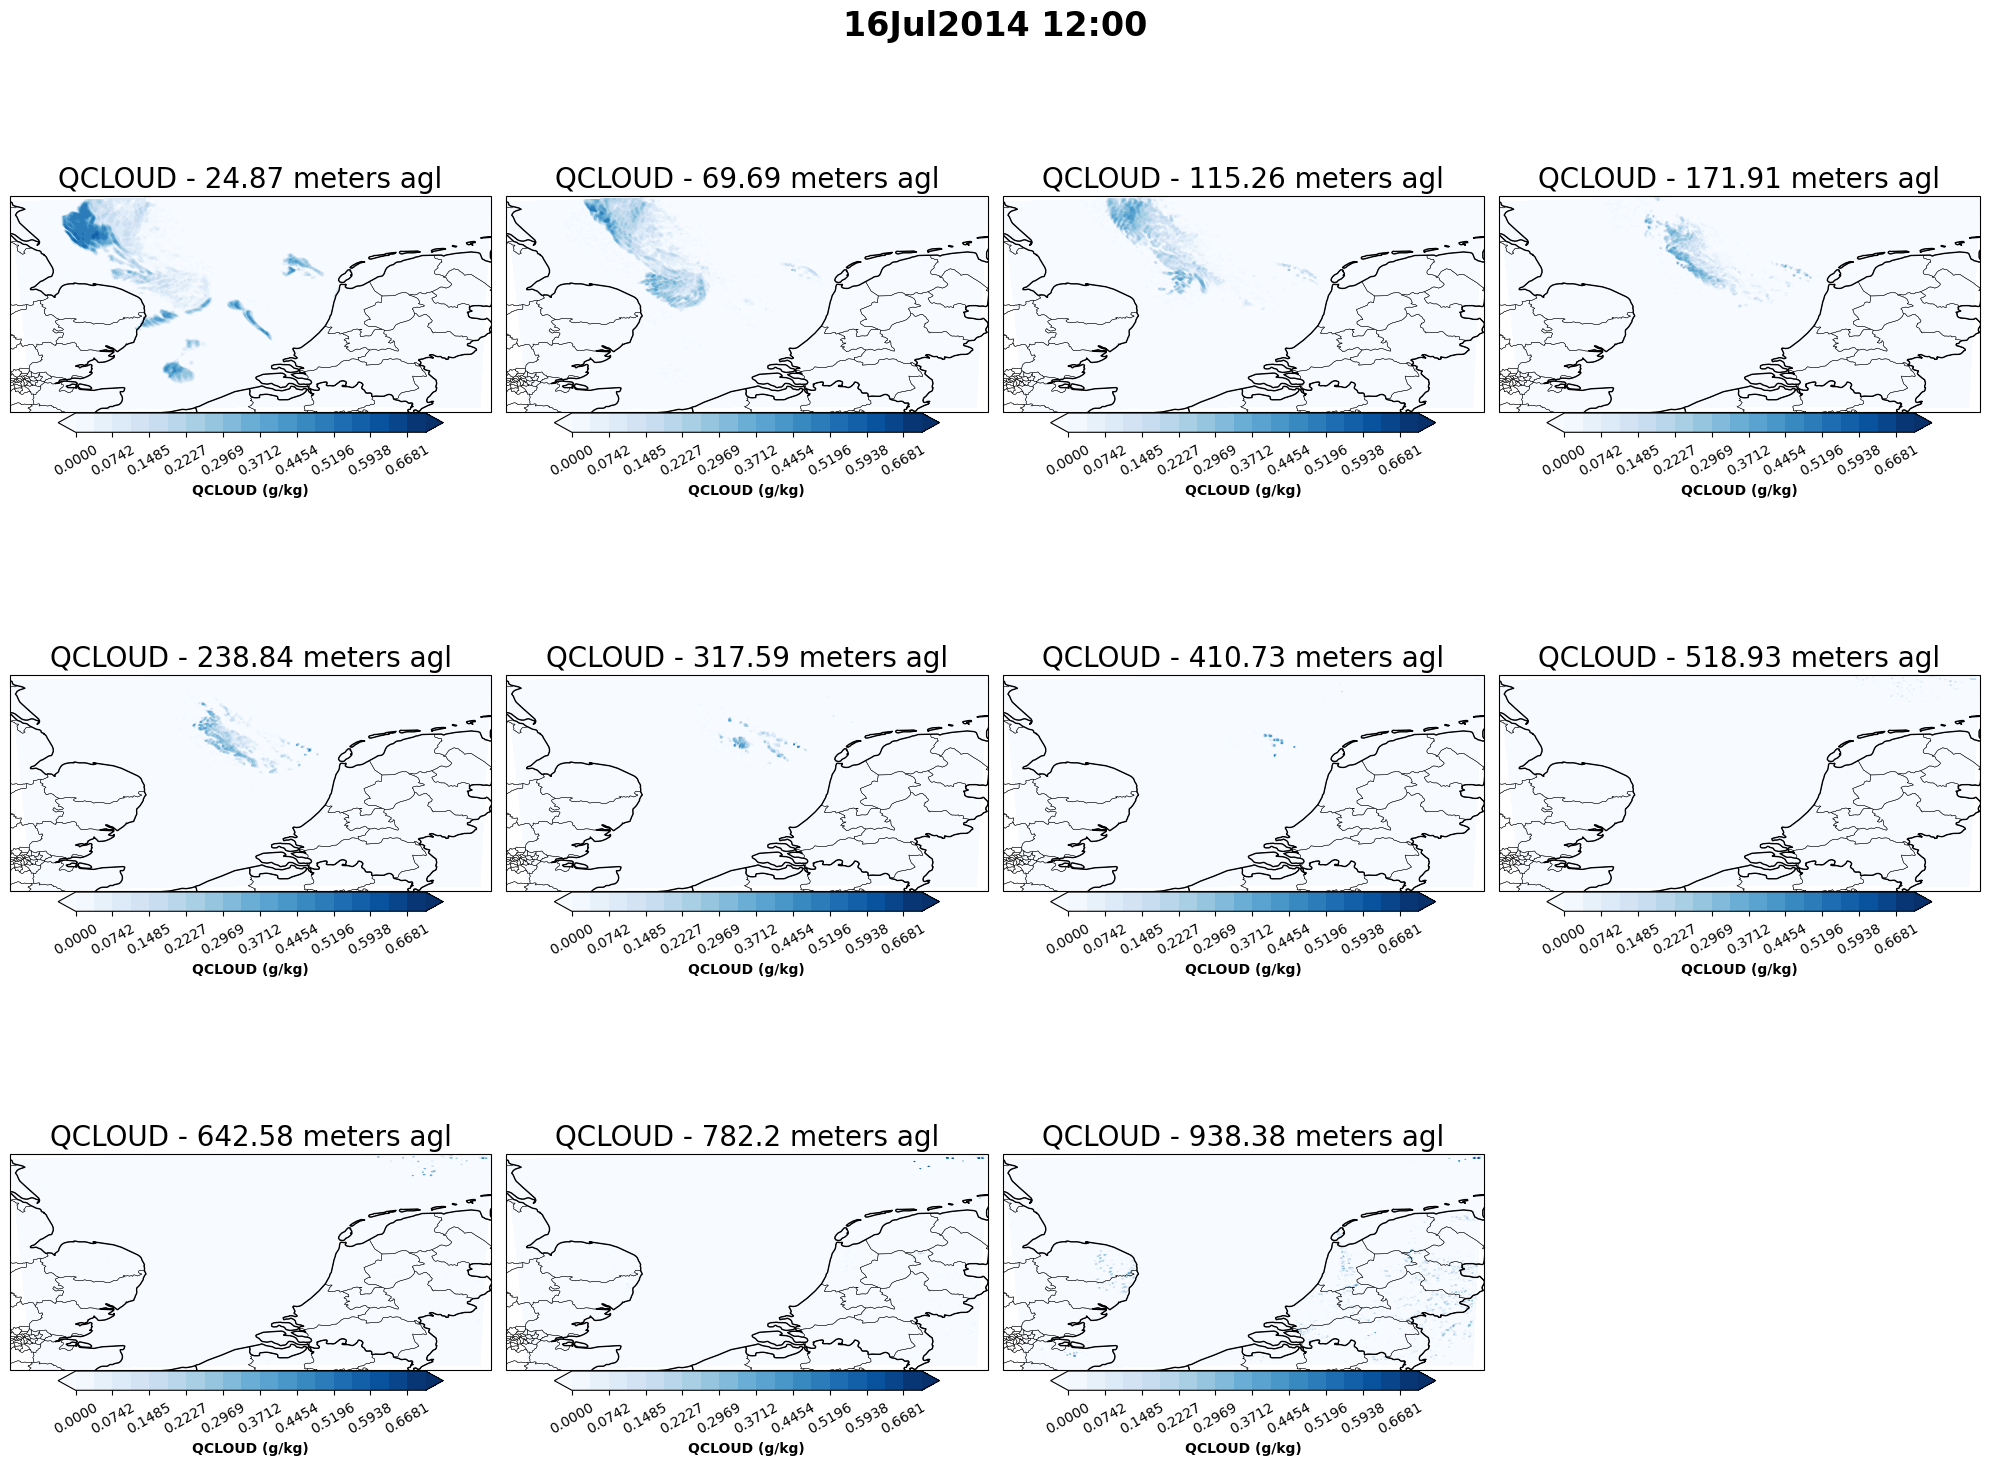 16Jul2014 12:00
QCLOUD - 24.87 meters agl
QCLOUD - 69.69 meters agl
QCLOUD - 115.26 meters agl
QCLOUD - 171.91 meters agl
0.0000 0.0742 0.1485 0.2227 0.2969 0.3712 0.4454 0.5196 0.5938 0.6681
0.0000 0.0742 0.1485 0.2227 0.2969 0.3712 0.4454 0.5196 0.5938 0.6681
0.0000 0.0742 0.1485 0.2227 0.2969 0.3712 0.4454 0.5196 0.5938 0.6681
0.0000 0.0742 0.1485 0.2227 0.2969 0.3712 0.4454 0.5196 0.5938 0.6681
QCLOUD (g/kg)
QCLOUD (g/kg)
QCLOUD (g/kg)
QCLOUD (g/kg)
QCLOUD - 238.84 meters agl
QCLOUD - 317.59 meters agl
QCLOUD - 410.73 meters agl
QCLOUD - 518.93 meters agl
0.0000 0.0742 0.1485 0.2227 0.2969 0.3712 0.4454 0.5196 0.5938 0.6681
0.0000 0.0742 0.1485 0.2227 0.2969 0.3712 0.4454 0.5196 0.5938 0.6681
0.0000 0.0742 0.1485 0.2227 0.2969 0.3712 0.4454 0.5196 0.5938 0.6681
0.0000 0.0742 0.1485 0.2227 0.2969 0.3712 0.4454 0.5196 0.5938 0.6681
QCLOUD (g/kg)
QCLOUD (g/kg)
QCLOUD (g/kg)
QCLOUD (g/kg)
QCLOUD - 642.58 meters agl
QCLOUD - 782.2 meters agl
QCLOUD - 938.38 meters agl
0.0000 0.0742 0.1485 0.2227 0.2969 0.3712 0.4454 0.5196 0.5938 0.6681
0.0000 0.0742 0.1485 0.2227 0.2969 0.3712 0.4454 0.5196 0.5938 0.6681
0.0000 0.0742 0.1485 0.2227 0.2969 0.3712 0.4454 0.5196 0.5938 0.6681
QCLOUD (g/kg)
QCLOUD (g/kg)
QCLOUD (g/kg)